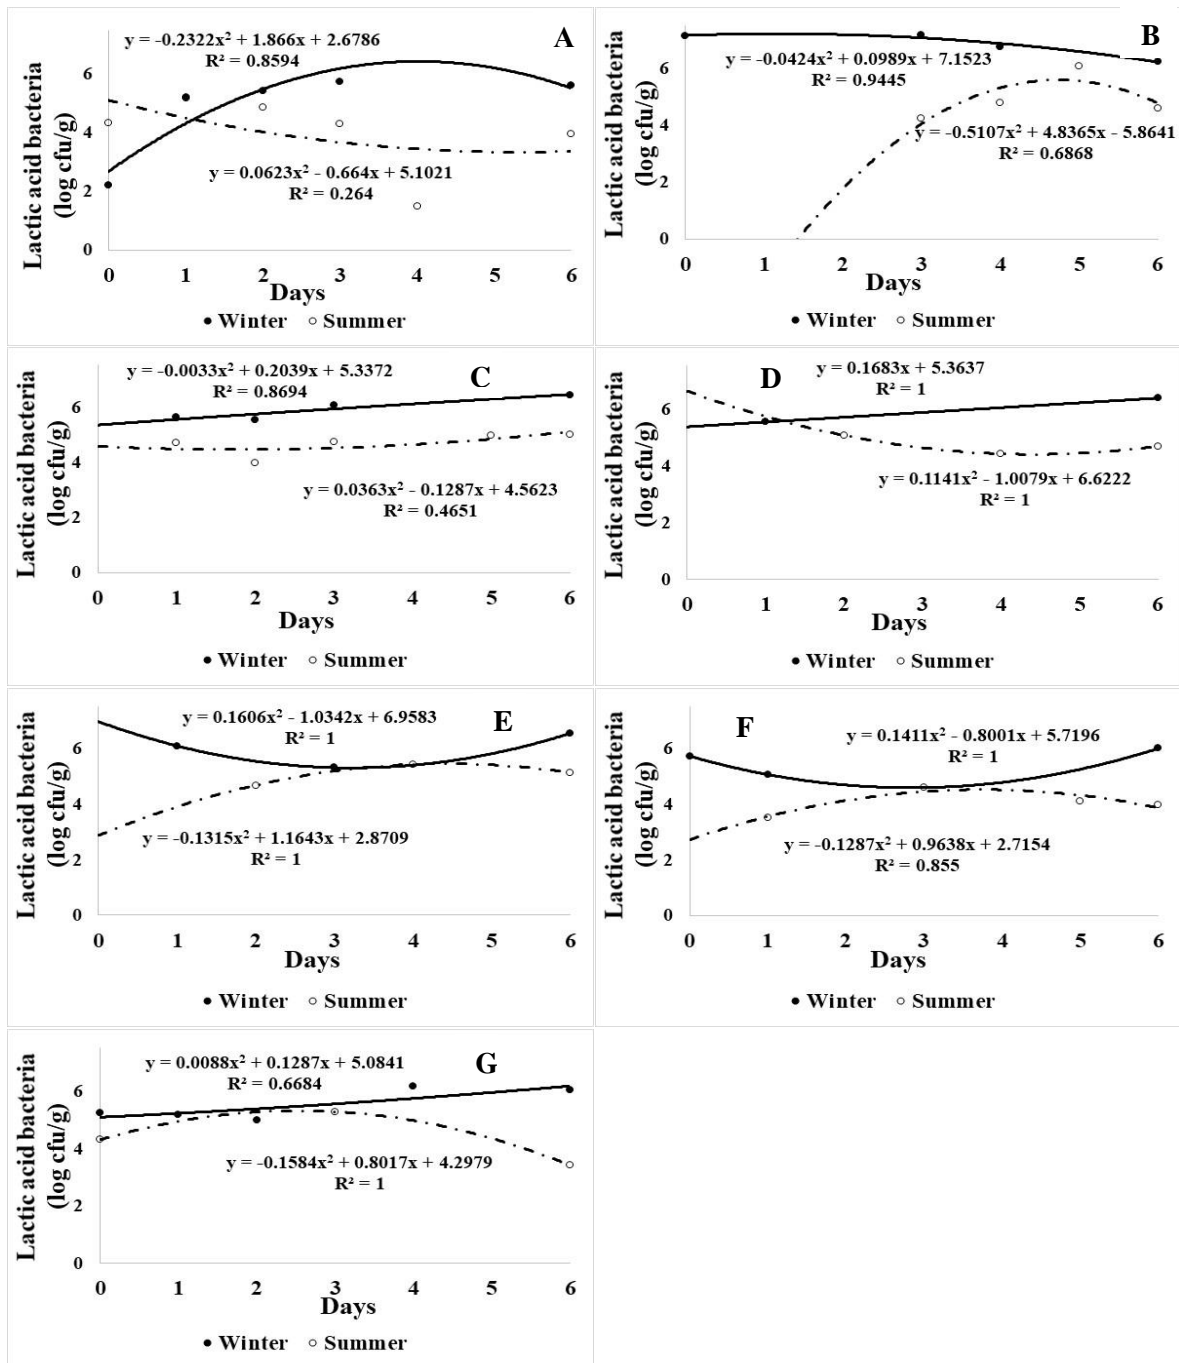 y = -0.2322x² + 1.866x + 2.6786
R² = 0.8594
A
Lactic acid bacteria
(log cfu/g)
6
4
2
0
y = 0.0623x² - 0.664x + 5.1021
R² = 0.264
0 1 2 3 4 6
Days
Winter Summer
B
y = -0.0424x² + 0.0989x + 7.1523
R² = 0.9445
Lactic acid bacteria
(log cfu/g)
6
4
2
0
y = -0.5107x² + 4.8365x - 5.8641
R² = 0.6868
0 1 2 3 4 5 6
Days
Winter Summer
y = -0.0033x² + 0.2039x + 5.3372
R² = 0.8694
C
Lactic acid bacteria
(log cfu/g)
6
4
2
0
y = 0.0363x² - 0.1287x + 4.5623
R² = 0.4651
0 1 2 3 4 5 6
Days
Winter Summer
y = 0.1683x + 5.3637
R² = 1
D
Lactic acid bacteria
(log cfu/g)
6
4
2
0
y = 0.1141x² - 1.0079x + 6.6222
R² = 1
0 1 2 3 4 5 6
Days
Winter Summer
y = 0.1606x² - 1.0342x + 6.9583
R² = 1
E
Lactic acid bacteria
(log cfu/g)
6
4
2
0
y = -0.1315x² + 1.1643x + 2.8709
R² = 1
0 1 2 3 4 5 6
Days
Winter Summer
F
y = 0.1411x² - 0.8001x + 5.7196
R² = 1
Lactic acid bacteria
(log cfu/g)
6
4
2
0
y = -0.1287x² + 0.9638x + 2.7154
R² = 0.855
0 1 2 3 4 5 6
Days
Winter Summer
y = 0.0088x² + 0.1287x + 5.0841
R² = 0.6684
G
Lactic acid bacteria
(log cfu/g)
6
4
2
0
y = -0.1584x² + 0.8017x + 4.2979
R² = 1
0 1 2 3 4 5 6
Days
Winter Summer